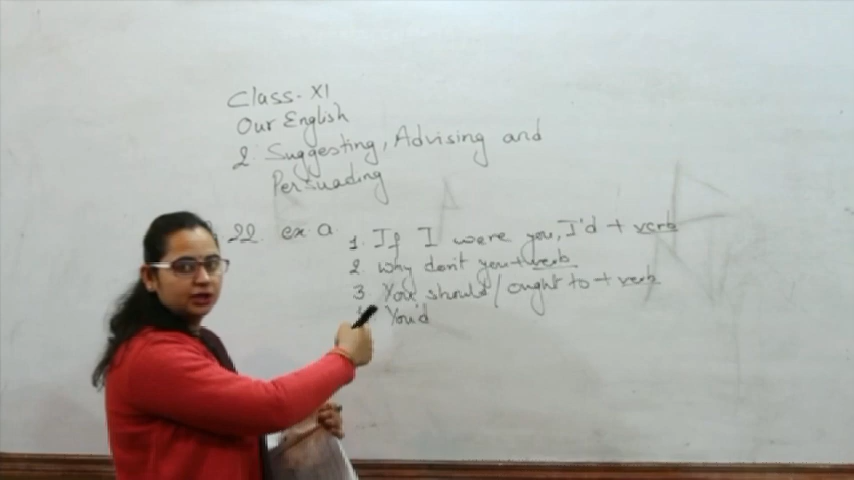 Class- XI
Our English
2. Suggesting, Advising and
Persuading
22. ex a.
1. If I were you, I'd + verb
2. Why don't you + verb
3. You should / ought to + verb
You'd